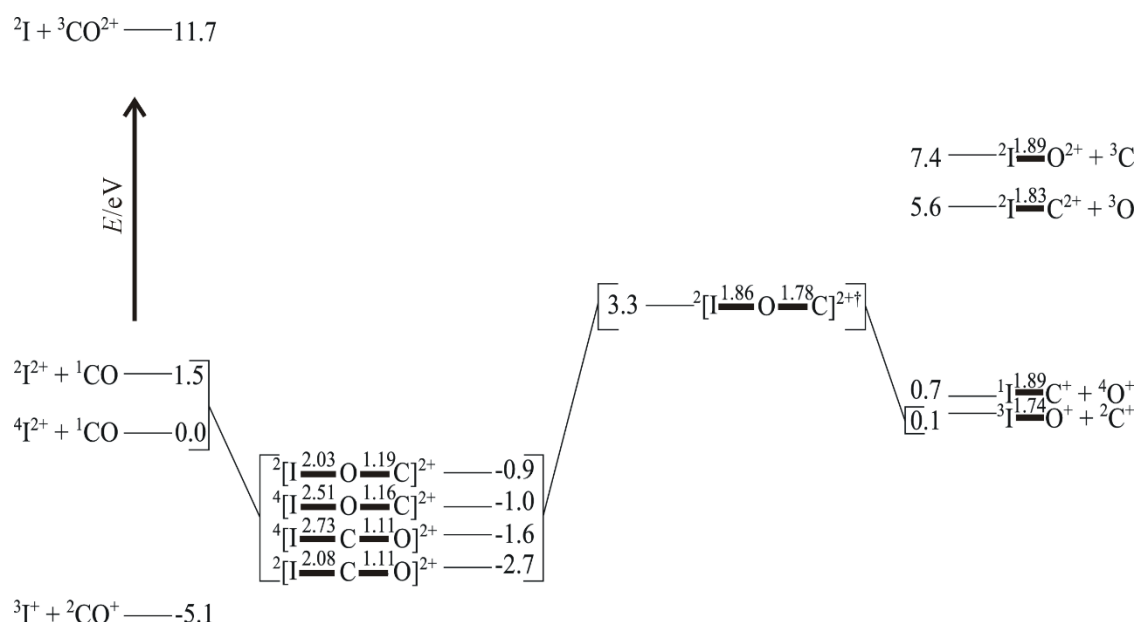 ²I + ³CO²⁺ 11.7
E/eV
7.4 ²I 1.89 O²⁺ + ³C
5.6 ²I 1.83 C²⁺ + ³O
3.3 ²[I 1.86 O 1.78 C]²⁺†
²I²⁺ + ¹CO 1.5
⁴I²⁺ + ¹CO 0.0
0.7 ¹I 1.89 C⁺ + ⁴O⁺
0.1 ³I 1.74 O⁺ + ²C⁺
²[I 2.03 O 1.19 C]²⁺ -0.9
⁴[I 2.51 O 1.16 C]²⁺ -1.0
⁴[I 2.73 C 1.11 O]²⁺ -1.6
²[I 2.08 C 1.11 O]²⁺ -2.7
³I⁺ + ²CO⁺ -5.1